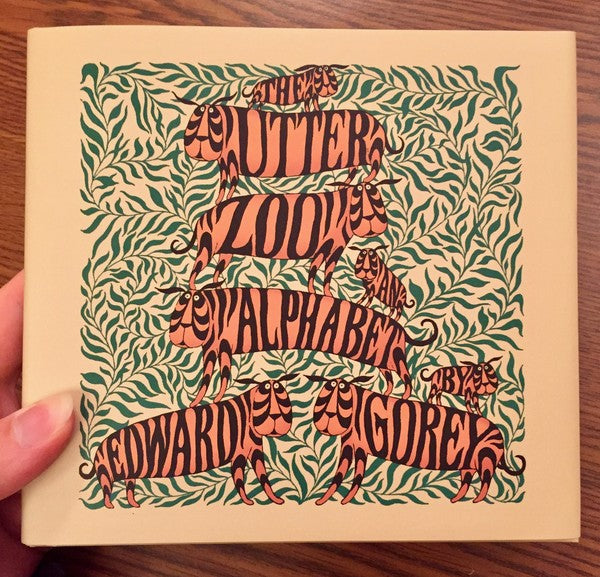 THE
UTTER
ZOO
AN
ALPHABET
BY
EDWARD GOREY